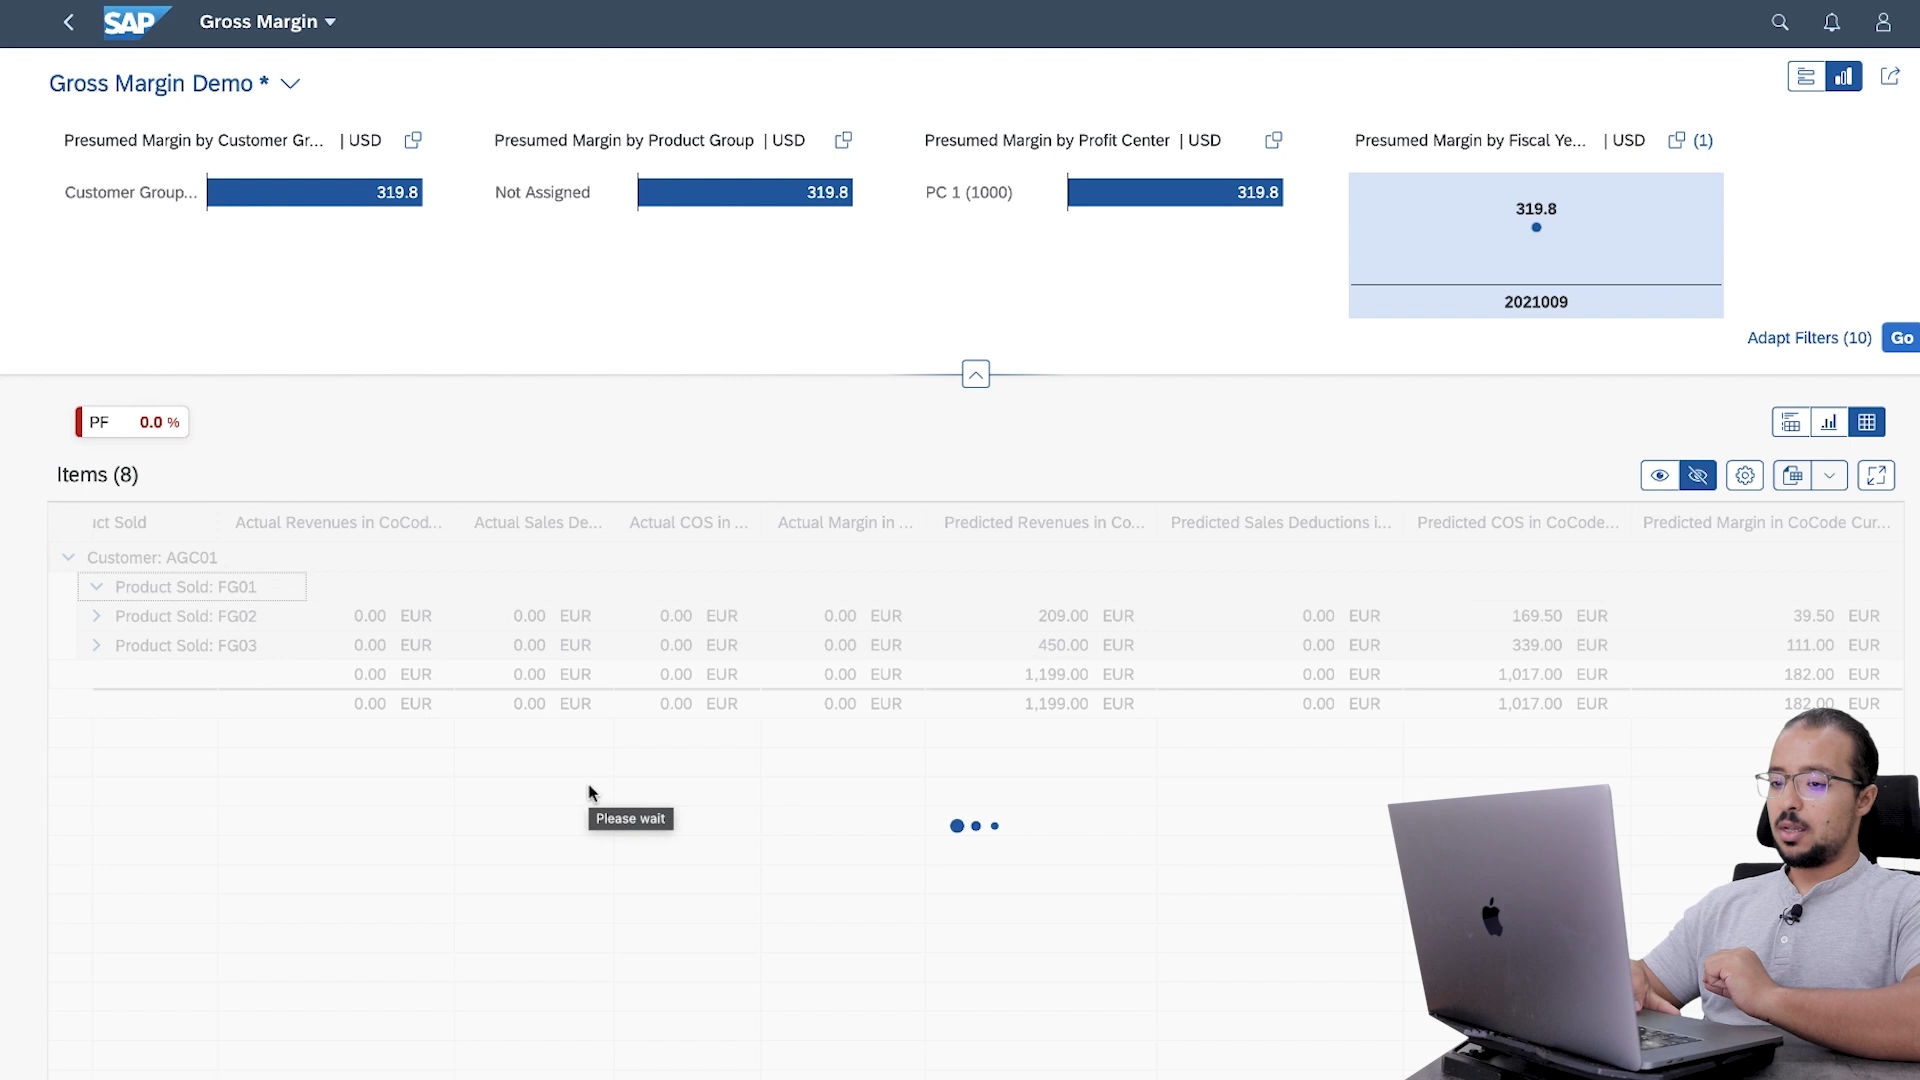 SAP Gross Margin
Gross Margin Demo *
Presumed Margin by Customer Gr... | USD
Customer Group... 319.8
Presumed Margin by Product Group | USD
Not Assigned 319.8
Presumed Margin by Profit Center | USD
PC 1 (1000) 319.8
Presumed Margin by Fiscal Ye... | USD (1)
319.8
2021009
Adapt Filters (10) Go
PF 0.0 %
Items (8)
uct Sold Actual Revenues in CoCod... Actual Sales De... Actual COS in ... Actual Margin in ... Predicted Revenues in Co... Predicted Sales Deductions i... Predicted COS in CoCode... Predicted Margin in CoCode Cur...
Customer: AGC01
Product Sold: FG01
Product Sold: FG02 0.00 EUR 0.00 EUR 0.00 EUR 0.00 EUR 209.00 EUR 0.00 EUR 169.50 EUR 39.50 EUR
Product Sold: FG03 0.00 EUR 0.00 EUR 0.00 EUR 0.00 EUR 450.00 EUR 0.00 EUR 339.00 EUR 111.00 EUR
0.00 EUR 0.00 EUR 0.00 EUR 0.00 EUR 1,199.00 EUR 0.00 EUR 1,017.00 EUR 182.00 EUR
0.00 EUR 0.00 EUR 0.00 EUR 0.00 EUR 1,199.00 EUR 0.00 EUR 1,017.00 EUR 182.00 EUR
Please wait